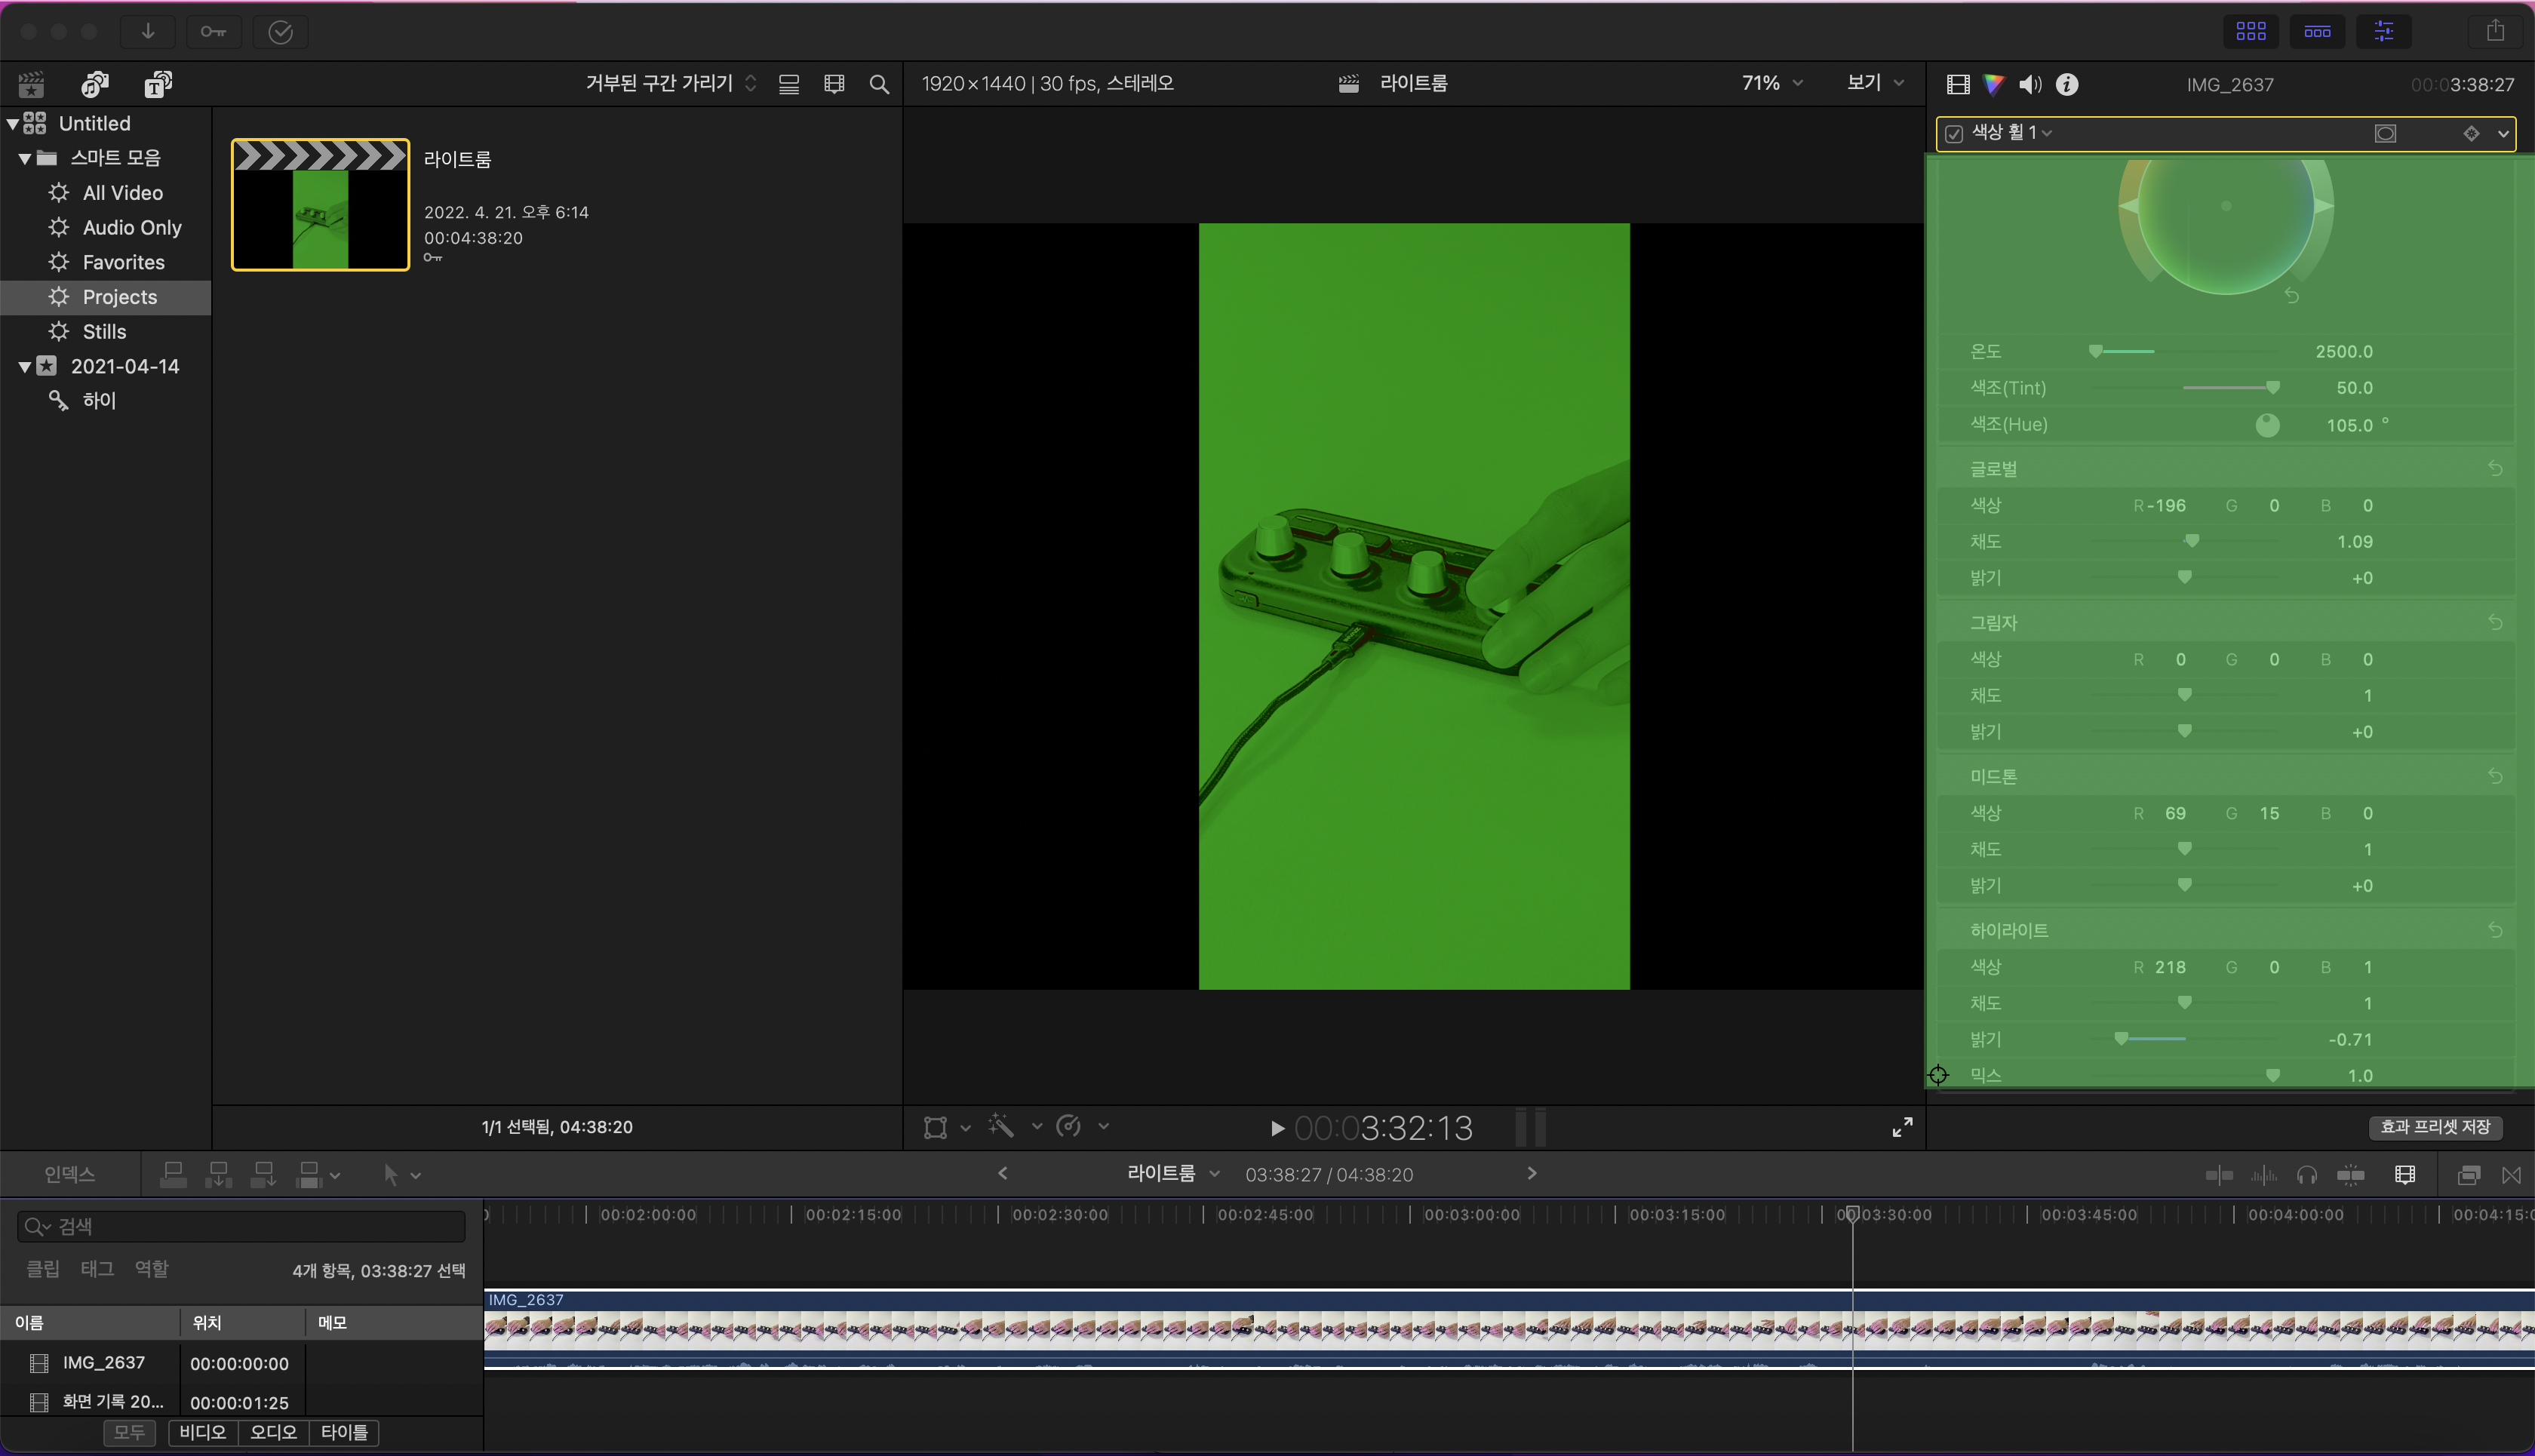 거부된 구간 가리기
1920×1440 | 30 fps, 스테레오
라이트룸
71%
보기
IMG_2637
00:03:38:27
Untitled
스마트 모음
All Video
Audio Only
Favorites
Projects
Stills
2021-04-14
하이
라이트룸
2022. 4. 21. 오후 6:14
00:04:38:20
1/1 선택됨, 04:38:20
색상 휠 1
온도 2500.0
색조(Tint) 50.0
색조(Hue) 105.0 °
글로벌
색상 R -196 G 0 B 0
채도 1.09
밝기 +0
그림자
색상 R 0 G 0 B 0
채도 1
밝기 +0
미드톤
색상 R 69 G 15 B 0
채도 1
밝기 +0
하이라이트
색상 R 218 G 0 B 1
채도 1
밝기 -0.71
믹스 1.0
효과 프리셋 저장
00:03:32:13
인덱스
라이트룸
03:38:27 / 04:38:20
검색
클립 태그 역할
4개 항목, 03:38:27 선택
이름 위치 메모
IMG_2637 00:00:00:00
화면 기록 20... 00:00:01:25
모두 비디오 오디오 타이틀
00:02:00:00 00:02:15:00 00:02:30:00 00:02:45:00 00:03:00:00 00:03:15:00 00:03:30:00 00:03:45:00 00:04:00:00 00:04:15:0
IMG_2637